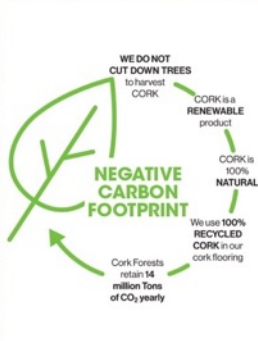 WE DO NOT
CUT DOWN TREES
to harvest
CORK
CORK is a
RENEWABLE
product
CORK is
100%
NATURAL
We use 100%
RECYCLED
CORK in our
cork flooring
Cork Forests
retain 14
million Tons
of CO₂ yearly
NEGATIVE
CARBON
FOOTPRINT